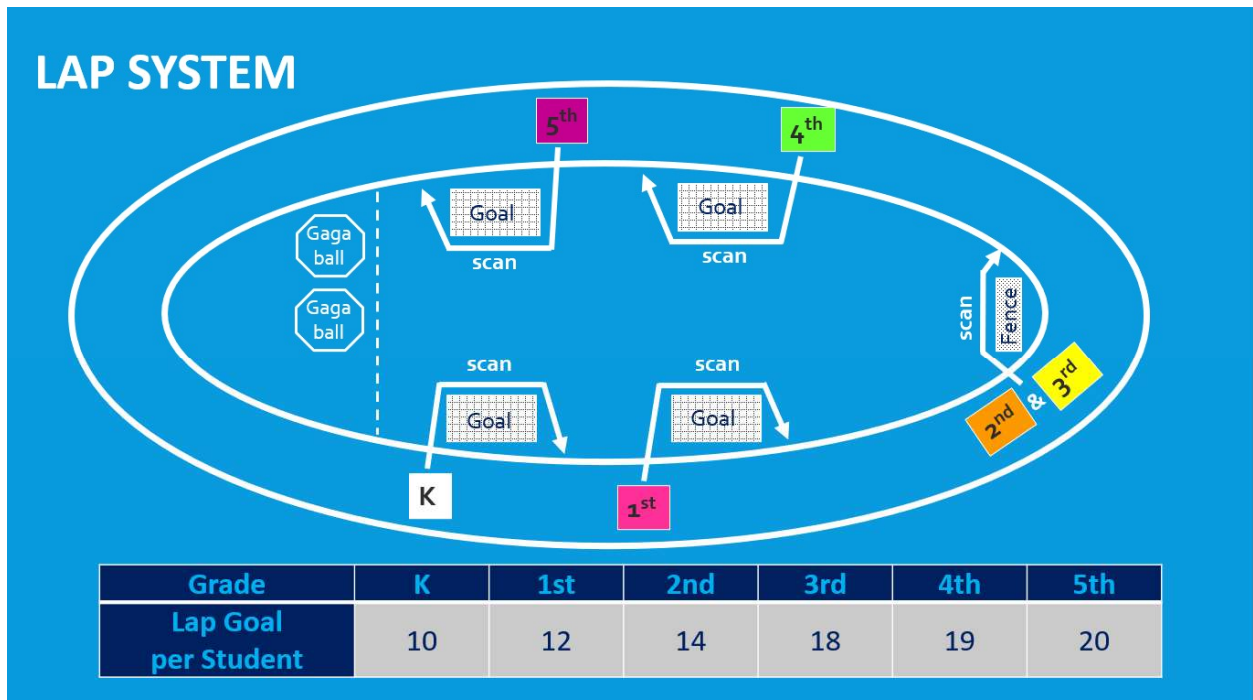 LAP SYSTEM
5th
4th
Goal
scan
Goal
scan
Gaga
ball
Gaga
ball
scan
Fence
scan
Goal
scan
Goal
2nd & 3rd
K
1st
Grade K 1st 2nd 3rd 4th 5th
Lap Goal
per Student 10 12 14 18 19 20